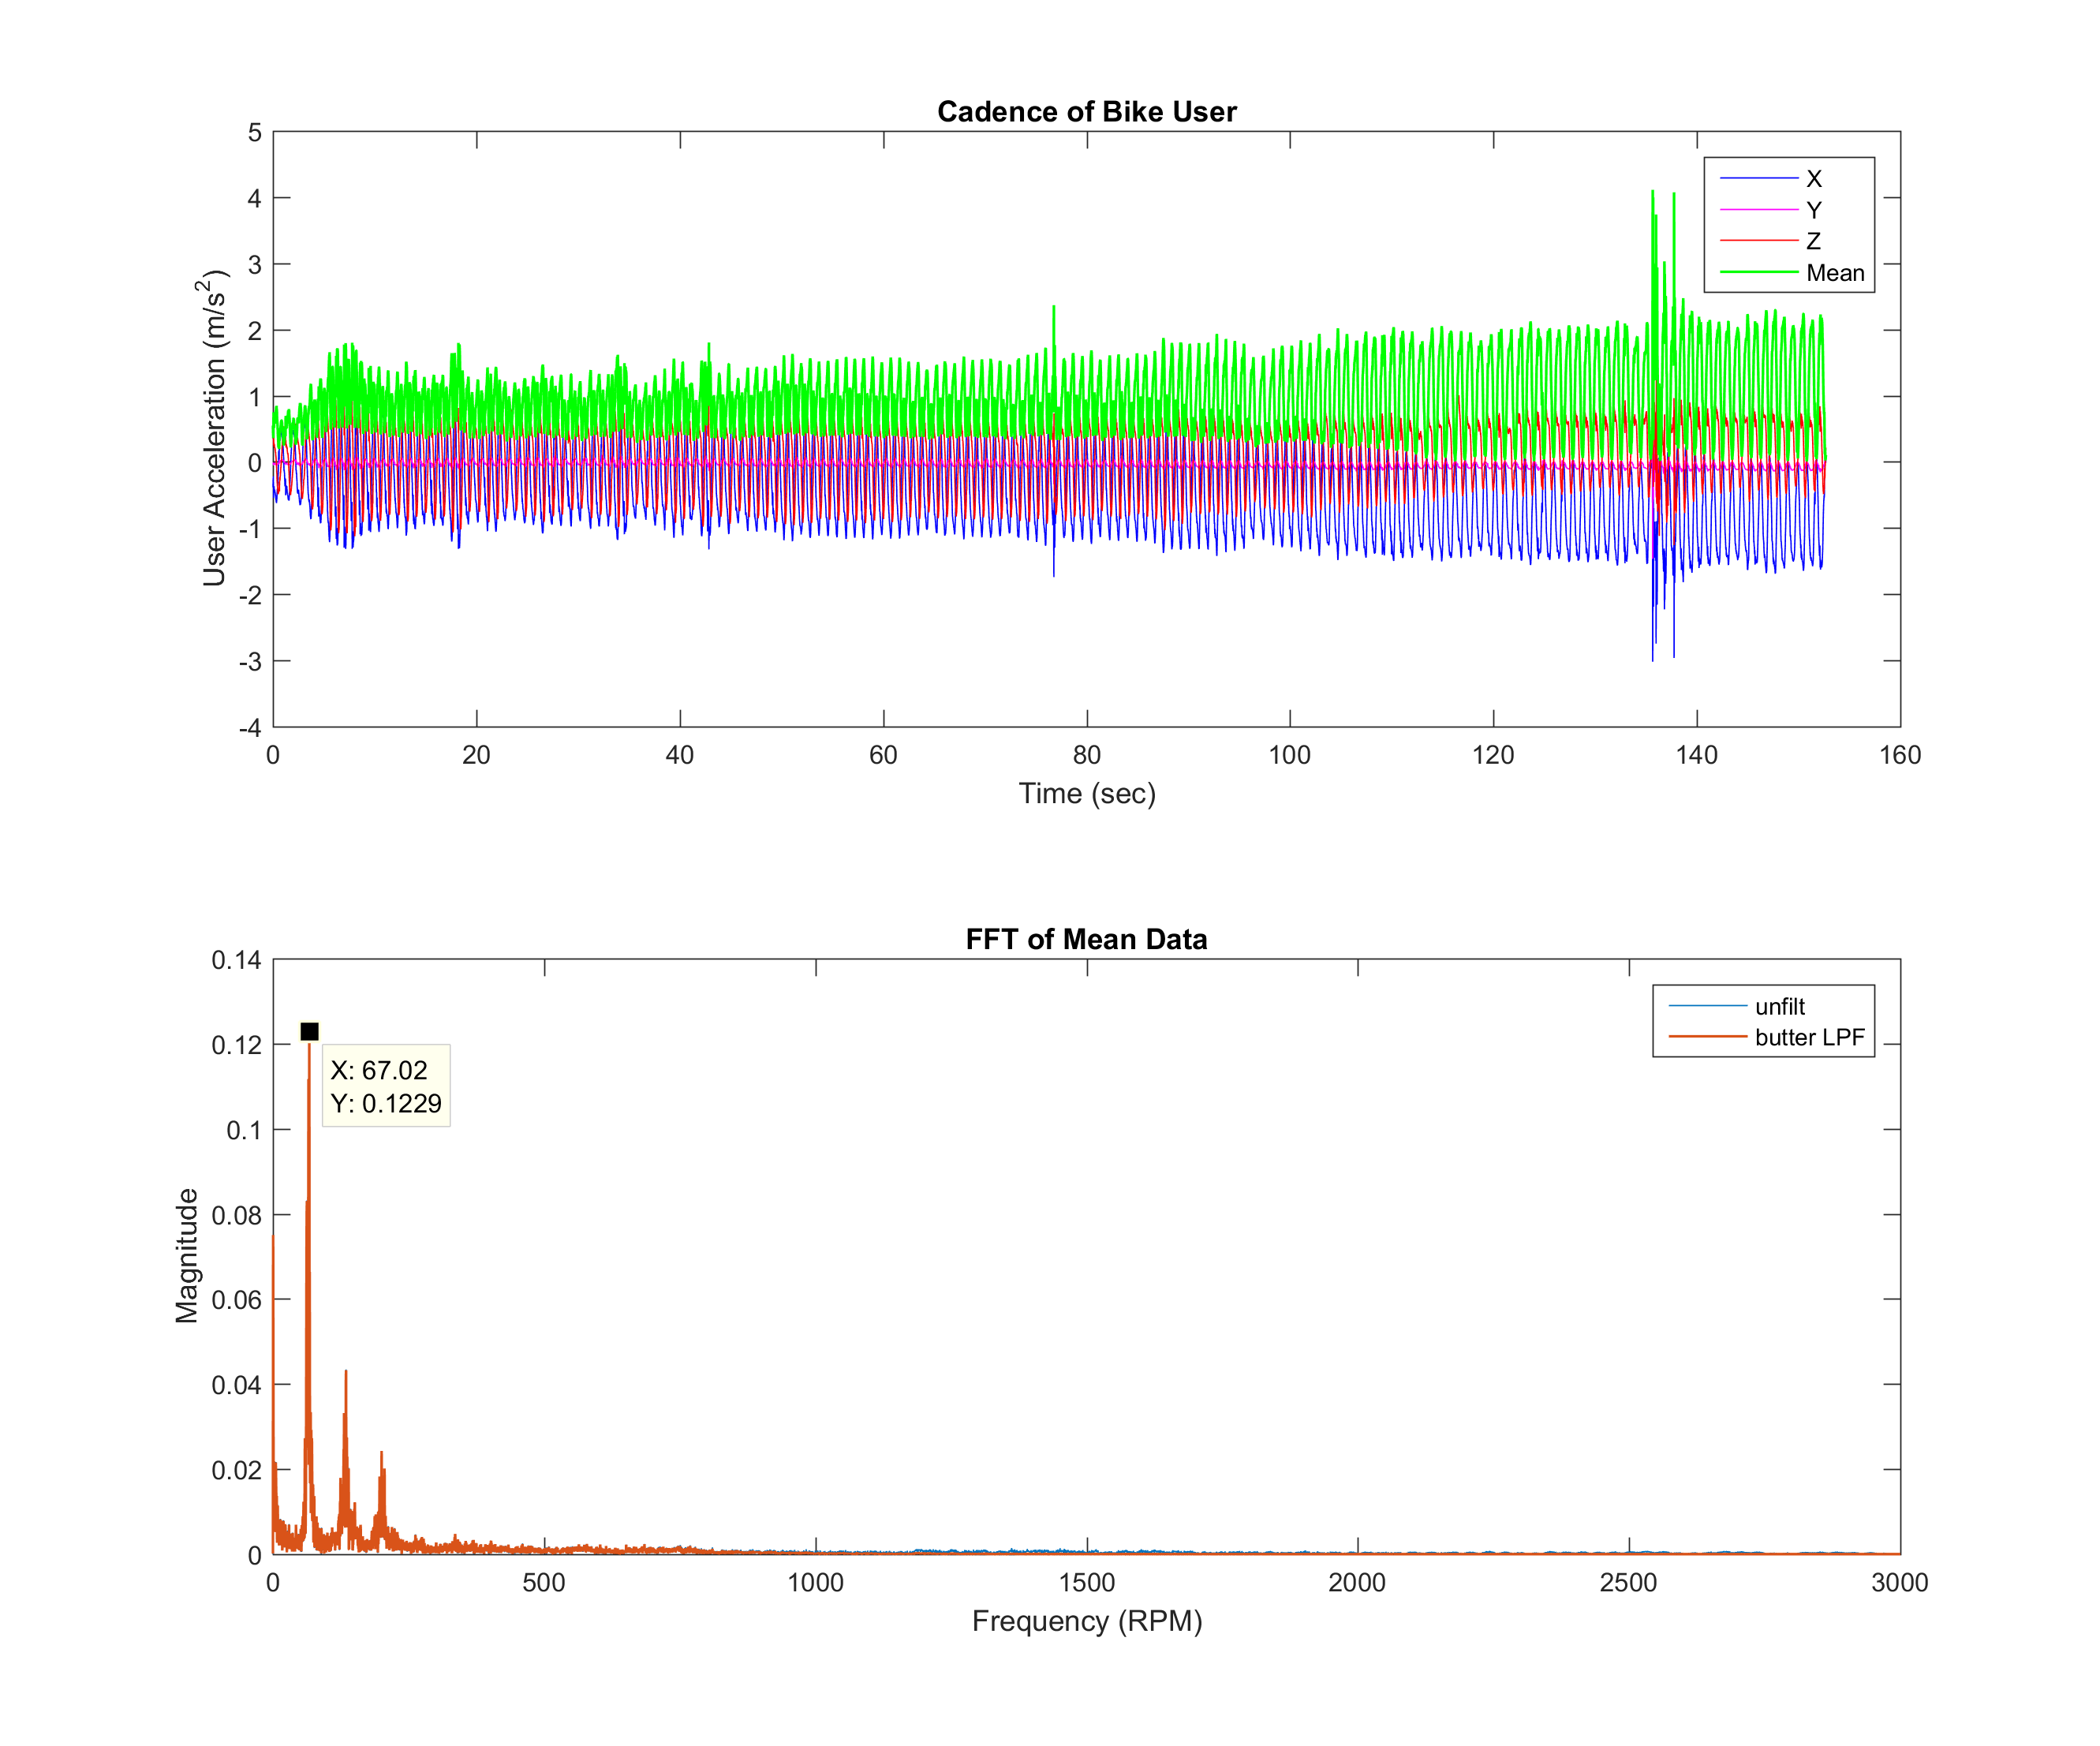 Cadence of Bike User
5
4
3
2
1
0
-1
-2
-3
-4
User Acceleration (m/s²)
X
Y
Z
Mean
0 20 40 60 80 100 120 140 160
Time (sec)
FFT of Mean Data
0.14
0.12
0.1
0.08
0.06
0.04
0.02
0
Magnitude
unfilt
butter LPF
X: 67.02
Y: 0.1229
0 500 1000 1500 2000 2500 3000
Frequency (RPM)